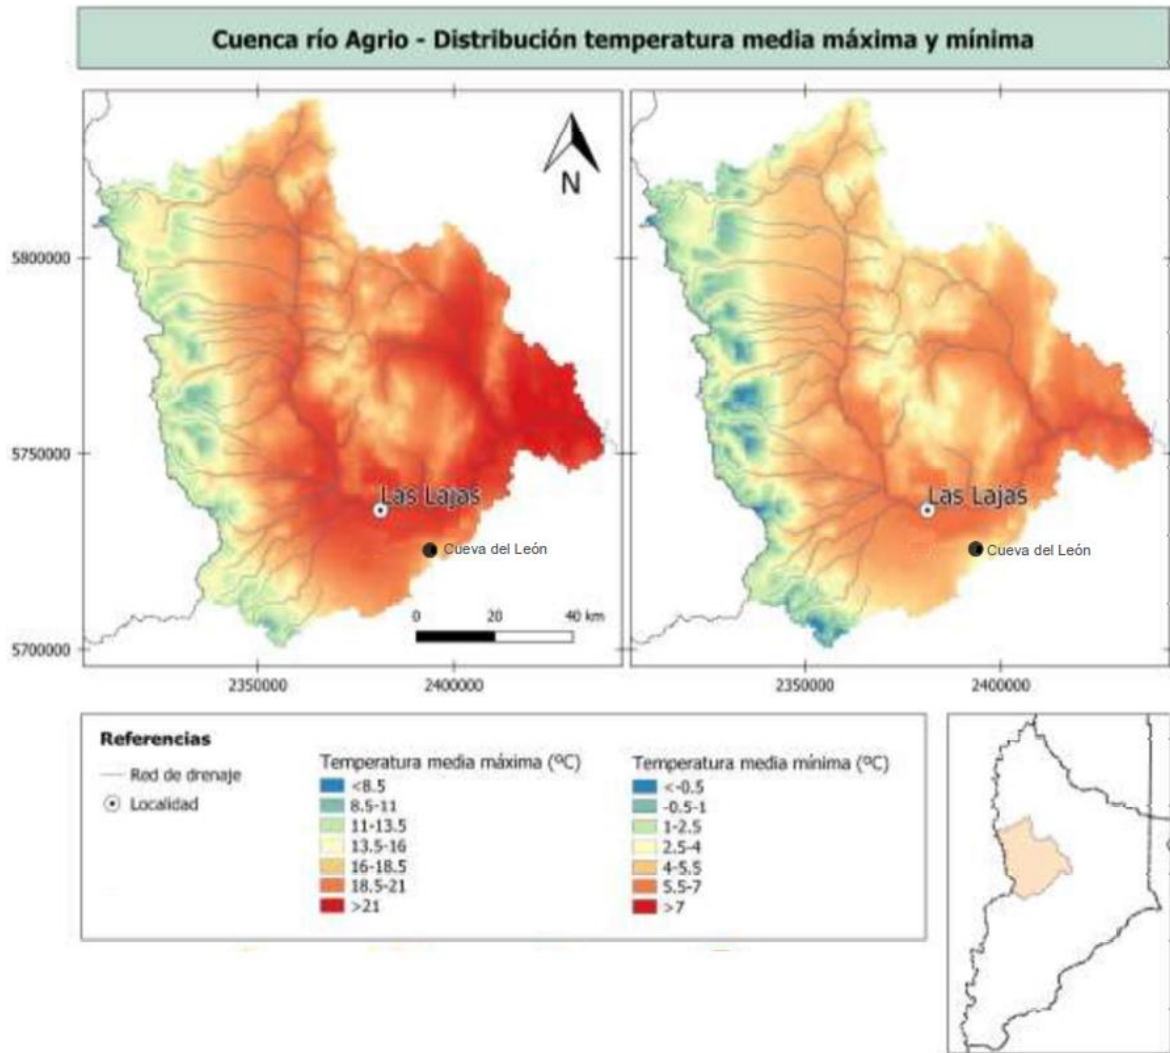 Cuenca río Agrio - Distribución temperatura media máxima y mínima
N
5800000
5750000
5700000
Las Lajas
Cueva del León
0 20 40 km
2350000 2400000
Las Lajas
Cueva del León
2350000 2400000
Referencias
Red de drenaje
Localidad
Temperatura media máxima (ºC)
<8.5
8.5-11
11-13.5
13.5-16
16-18.5
18.5-21
>21
Temperatura media mínima (ºC)
<-0.5
-0.5-1
1-2.5
2.5-4
4-5.5
5.5-7
>7